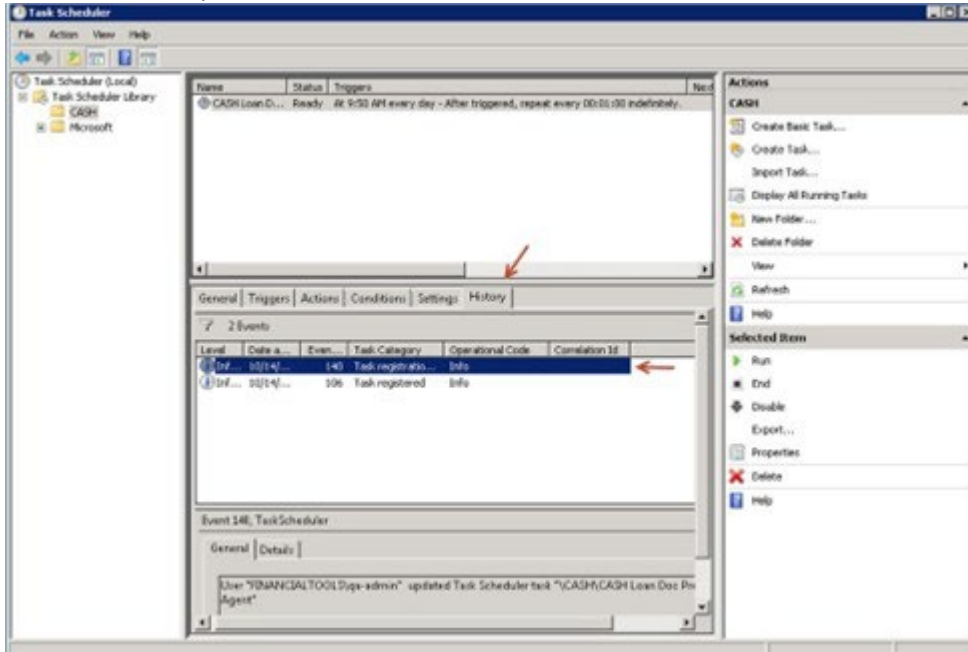 Task Scheduler
File Action View Help
Task Scheduler (Local)
Task Scheduler Library
CASH
Microsoft
Name Status Triggers Next
CASH Loan D... Ready At 9:50 AM every day - After triggered, repeat every 00:01:00 indefinitely.
General Triggers Actions Conditions Settings History
2 Events
Level Date a... Even... Task Category Operational Code Correlation Id
Inf... 10/14/... 140 Task registratio... Info
Inf... 10/14/... 106 Task registered Info
Event 140, TaskScheduler
General Details
User "FINANCIALTOOLS\qa-admin" updated Task Scheduler task "\CASH\CASH Loan Doc Pr
Agent"
Actions
CASH
Create Basic Task...
Create Task...
Import Task...
Display All Running Tasks
New Folder...
Delete Folder
View
Refresh
Help
Selected Item
Run
End
Disable
Export...
Properties
Delete
Help